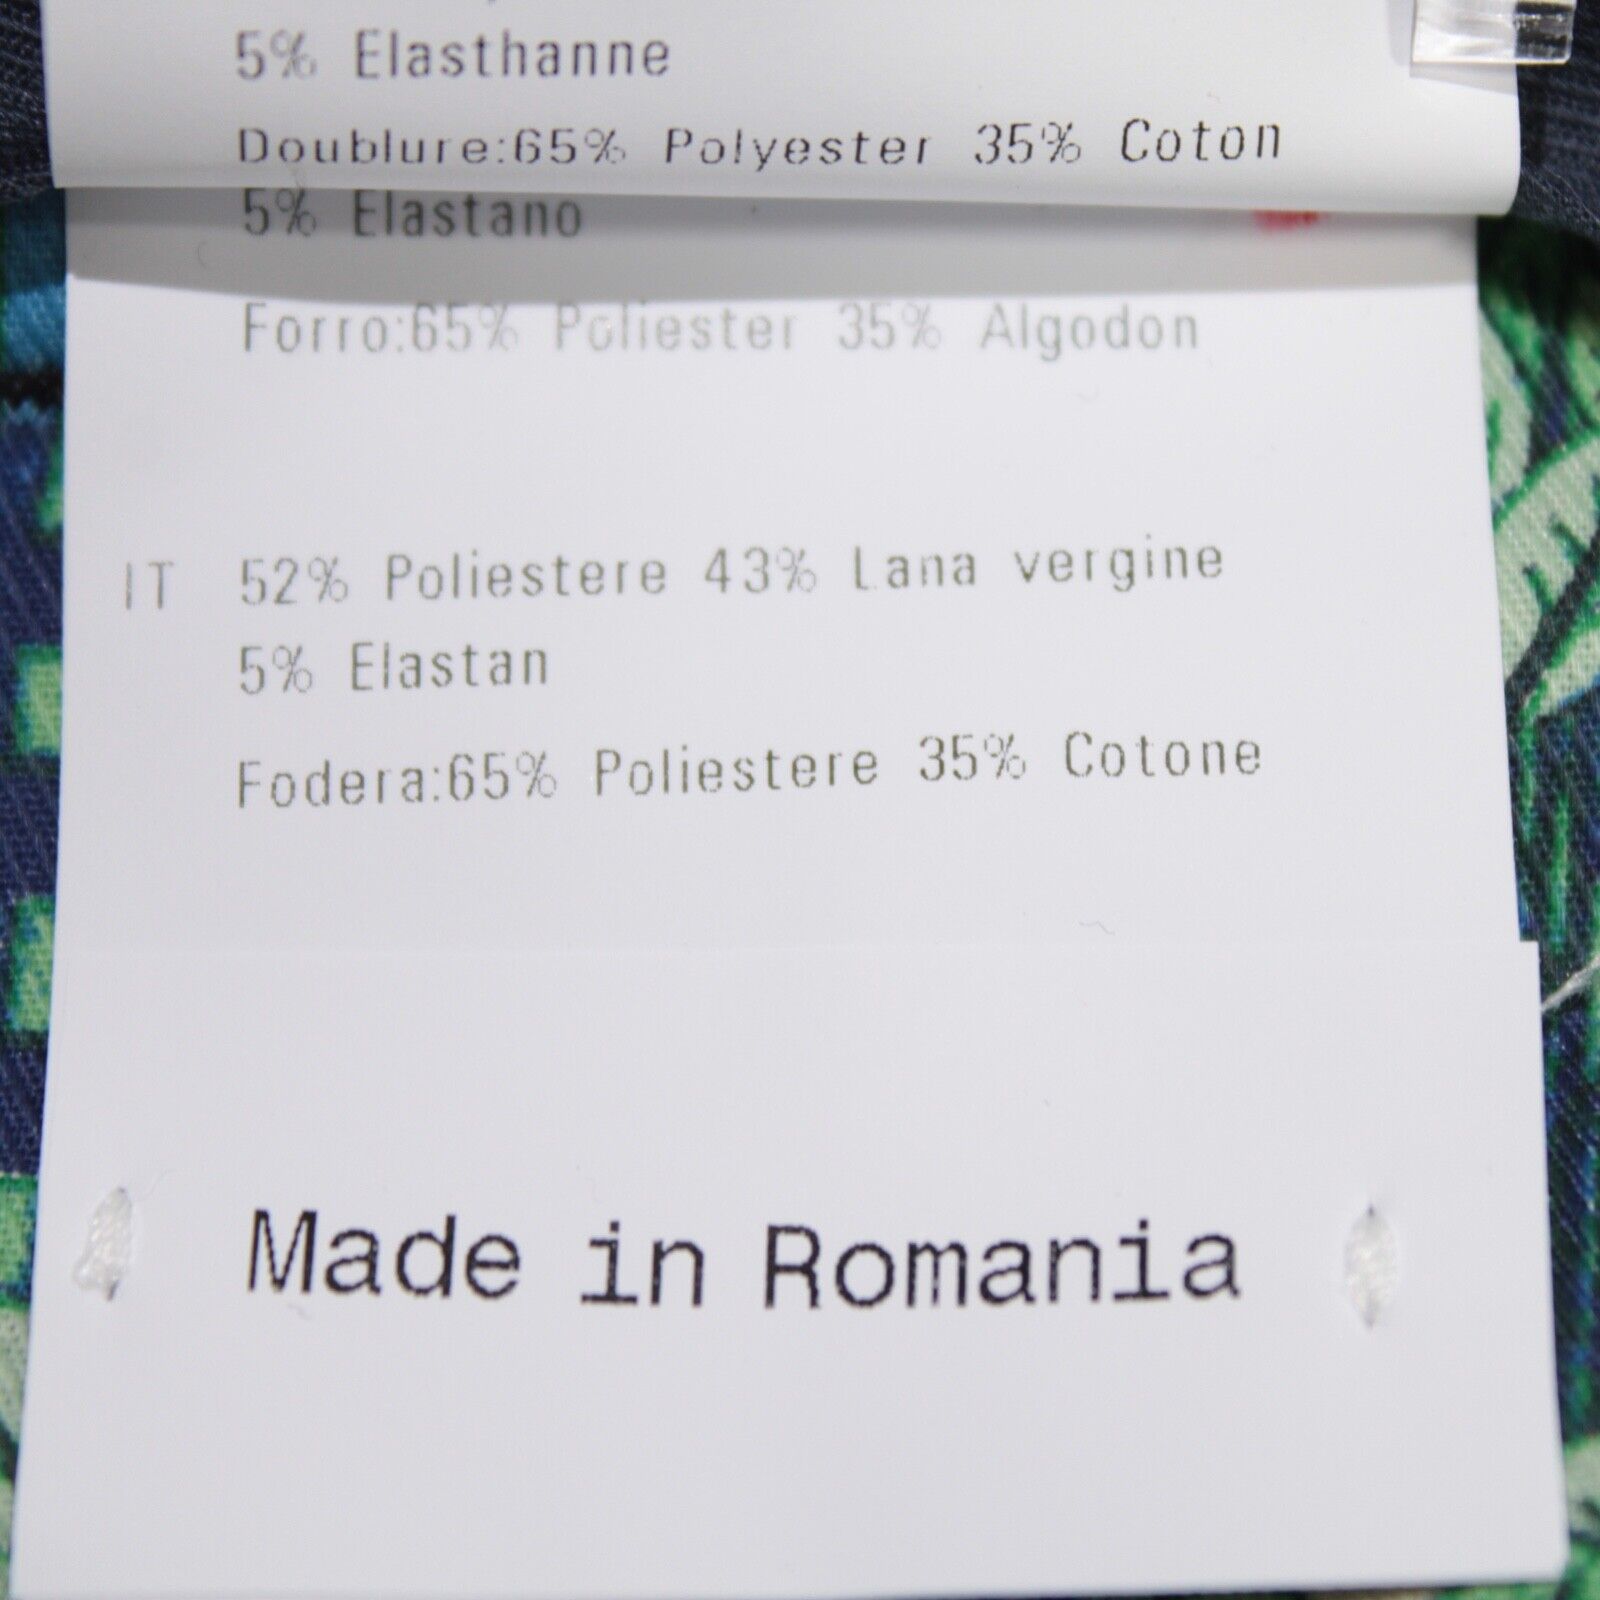 5% Elasthanne
Doublure:65% Polyester 35% Coton
5% Elastano
Forro:65% Poliester 35% Algodon
IT 52% Poliestere 43% Lana vergine
5% Elastan
Fodera:65% Poliestere 35% Cotone
Made in Romania